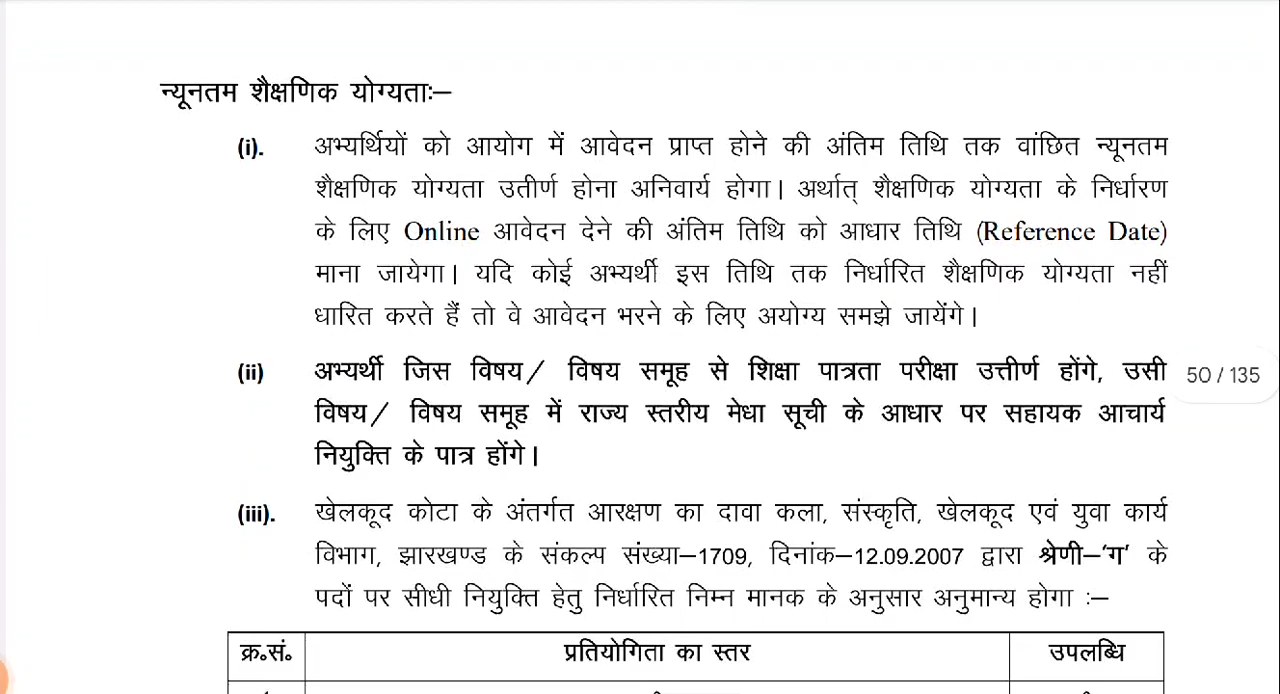 न्यूनतम शैक्षणिक योग्यताः–
(i). अभ्यर्थियों को आयोग में आवेदन प्राप्त होने की अंतिम तिथि तक वांछित न्यूनतम
शैक्षणिक योग्यता उतीर्ण होना अनिवार्य होगा। अर्थात् शैक्षणिक योग्यता के निर्धारण
के लिए Online आवेदन देने की अंतिम तिथि को आधार तिथि (Reference Date)
माना जायेगा। यदि कोई अभ्यर्थी इस तिथि तक निर्धारित शैक्षणिक योग्यता नहीं
धारित करते हैं तो वे आवेदन भरने के लिए अयोग्य समझे जायेंगे।
(ii) अभ्यर्थी जिस विषय/ विषय समूह से शिक्षा पात्रता परीक्षा उत्तीर्ण होंगे, उसी
50 / 135
विषय/ विषय समूह में राज्य स्तरीय मेधा सूची के आधार पर सहायक आचार्य
नियुक्ति के पात्र होंगे।
(iii). खेलकूद कोटा के अंतर्गत आरक्षण का दावा कला, संस्कृति, खेलकूद एवं युवा कार्य
विभाग, झारखण्ड के संकल्प संख्या–1709, दिनांक–12.09.2007 द्वारा श्रेणी–'ग' के
पदों पर सीधी नियुक्ति हेतु निर्धारित निम्न मानक के अनुसार अनुमान्य होगा :–
क्र०सं० प्रतियोगिता का स्तर उपलब्धि